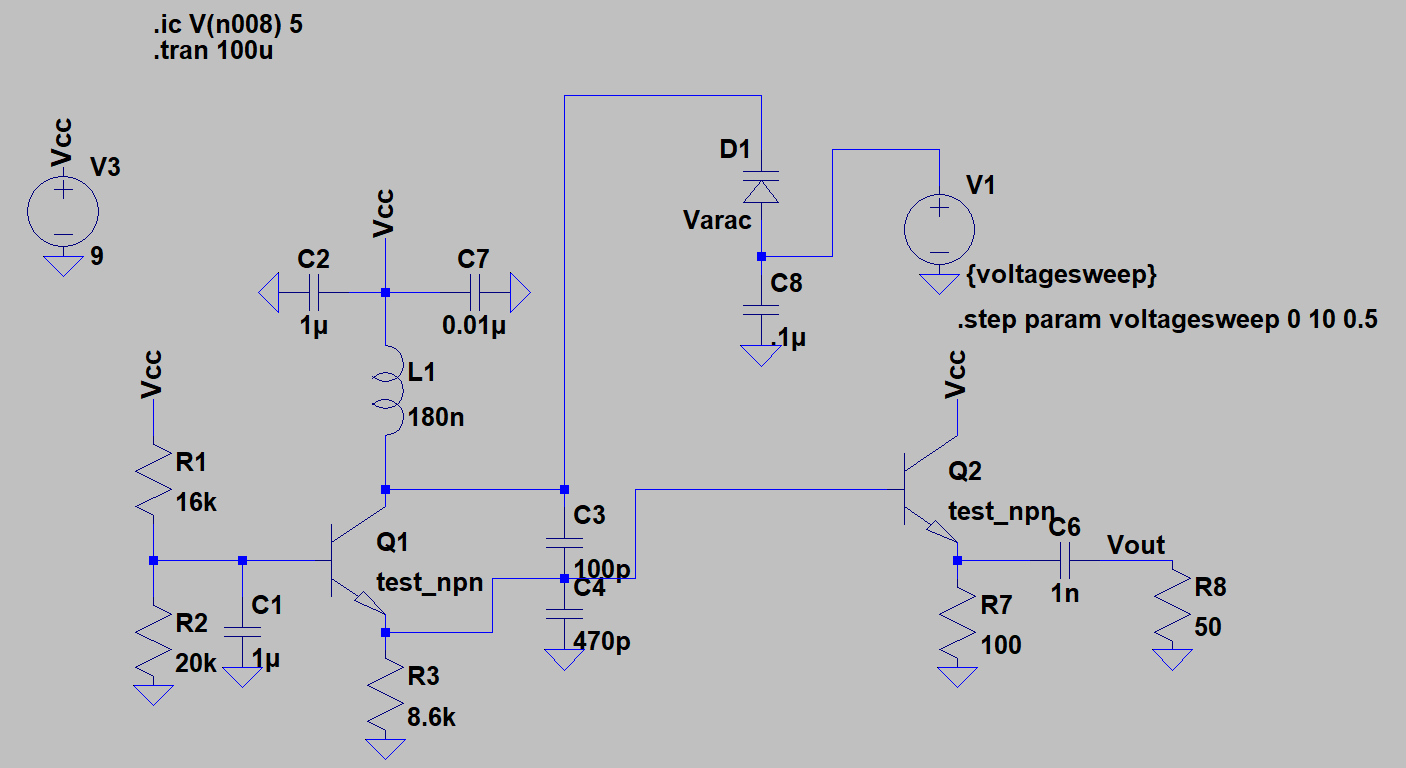 .ic V(n008) 5
.tran 100u
Vcc
V3
9
Vcc
C2
1µ
C7
0.01µ
L1
180n
D1
Varac
C8
.1µ
V1
{voltagesweep}
.step param voltagesweep 0 10 0.5
Vcc
R1
16k
R2
20k
C1
1µ
Q1
test_npn
R3
8.6k
C3
100p
C4
470p
Vcc
Q2
test_npn
C6
1n
Vout
R7
100
R8
50